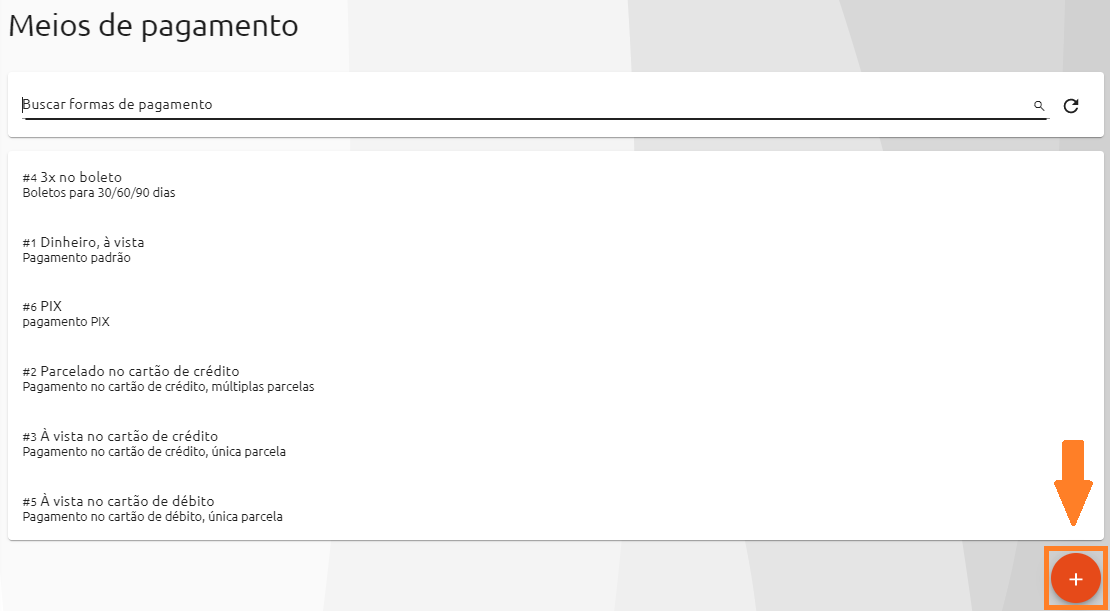 Meios de pagamento
Buscar formas de pagamento
#4 3x no boleto
Boletos para 30/60/90 dias
#1 Dinheiro, à vista
Pagamento padrão
#6 PIX
pagamento PIX
#2 Parcelado no cartão de crédito
Pagamento no cartão de crédito, múltiplas parcelas
#3 À vista no cartão de crédito
Pagamento no cartão de crédito, única parcela
#5 À vista no cartão de débito
Pagamento no cartão de débito, única parcela
+